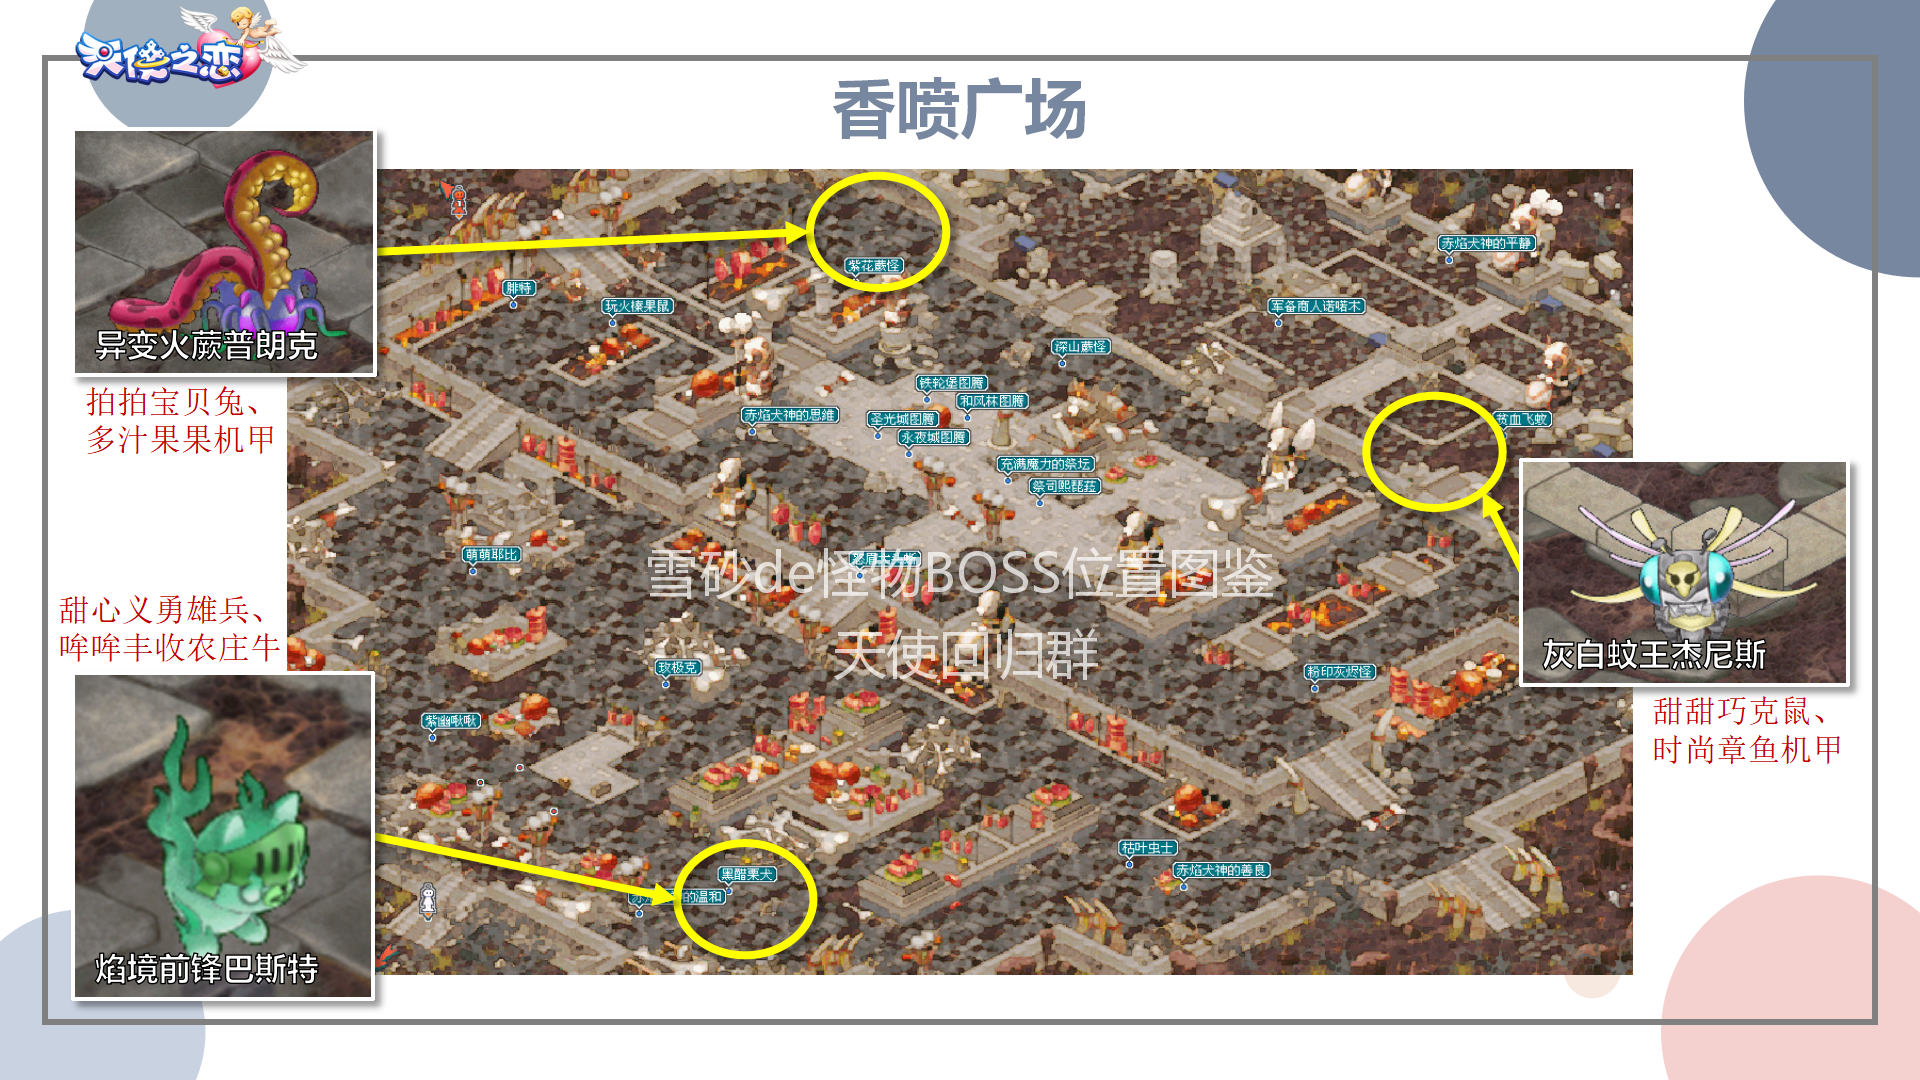 天使之恋
香喷广场
异变火蕨普朗克
拍拍宝贝兔、
多汁果果机甲
紫花蕨怪
赤焰犬神的平静
腓特
玩火榛果鼠
军备商人诺喏木
深山蕨怪
铁轮堡图腾
和风林图腾
赤焰犬神的思维
圣光城图腾
永夜城图腾
贫血飞蚊
充满魔力的祭坛
祭司熙琵菈
萌萌耶比
雪砂de怪物BOSS位置图鉴
天使回归群
灰白蚊王杰尼斯
甜甜巧克鼠、
时尚章鱼机甲
甜心义勇雄兵、
哞哞丰收农庄牛
玫极克
粉印灰烬怪
紫幽啾啾
枯叶虫士
赤焰犬神的善良
黑醋栗犬
的温和
焰境前锋巴斯特